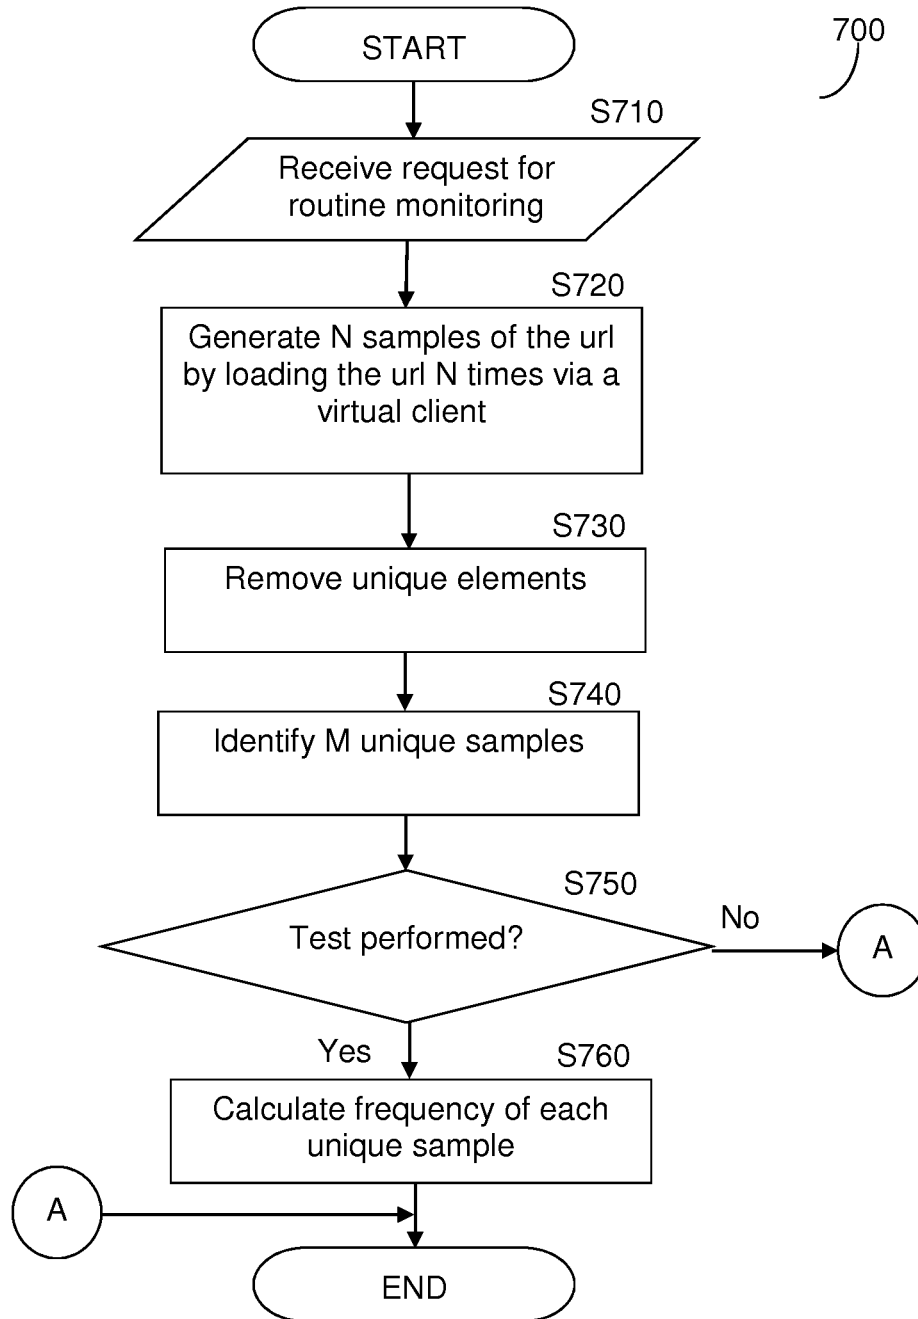 START
700
S710
Receive request for
routine monitoring
S720
Generate N samples of the url
by loading the url N times via a
virtual client
S730
Remove unique elements
S740
Identify M unique samples
S750
Test performed?
No
A
Yes
S760
Calculate frequency of each
unique sample
A
END